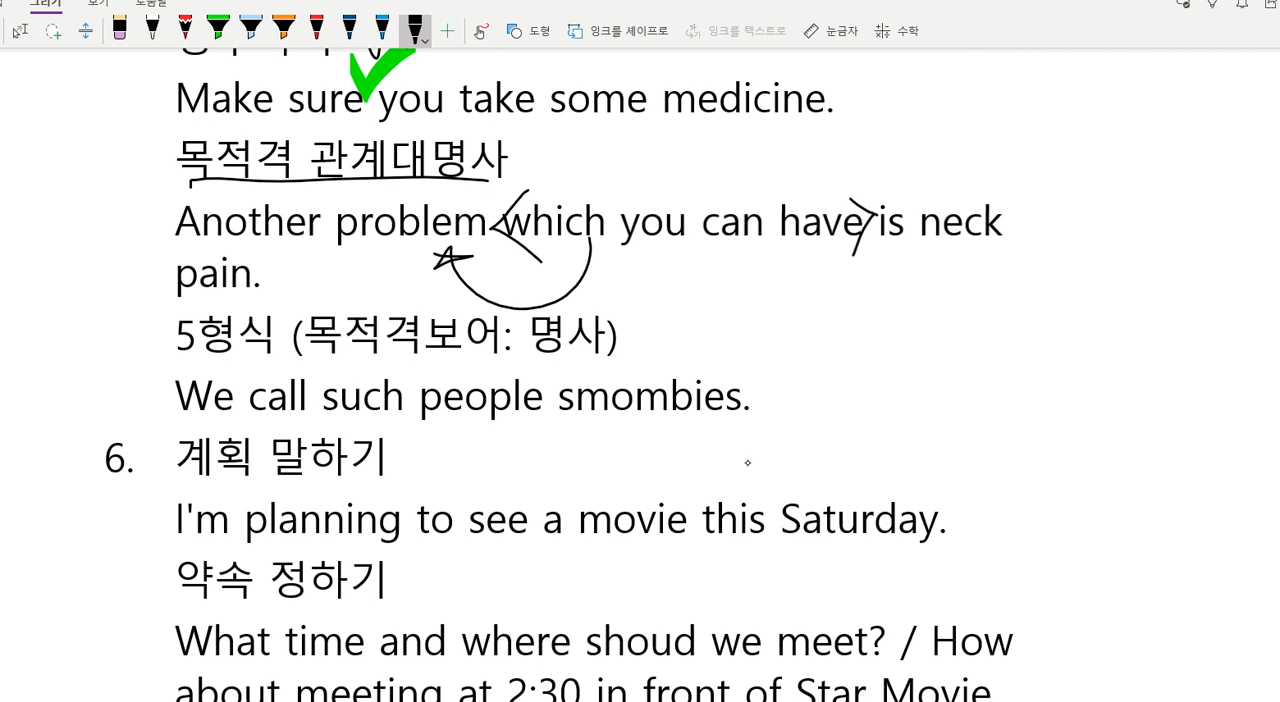 그리기 보기 도움말
도형 잉크를 셰이프로 잉크를 텍스트로 눈금자 수학
Make sure you take some medicine.
목적격 관계대명사
Another problem which you can have is neck
pain.
5형식 (목적격보어: 명사)
We call such people smombies.
6. 계획 말하기
I'm planning to see a movie this Saturday.
약속 정하기
What time and where shoud we meet? / How
about meeting at 2:30 in front of Star Movie